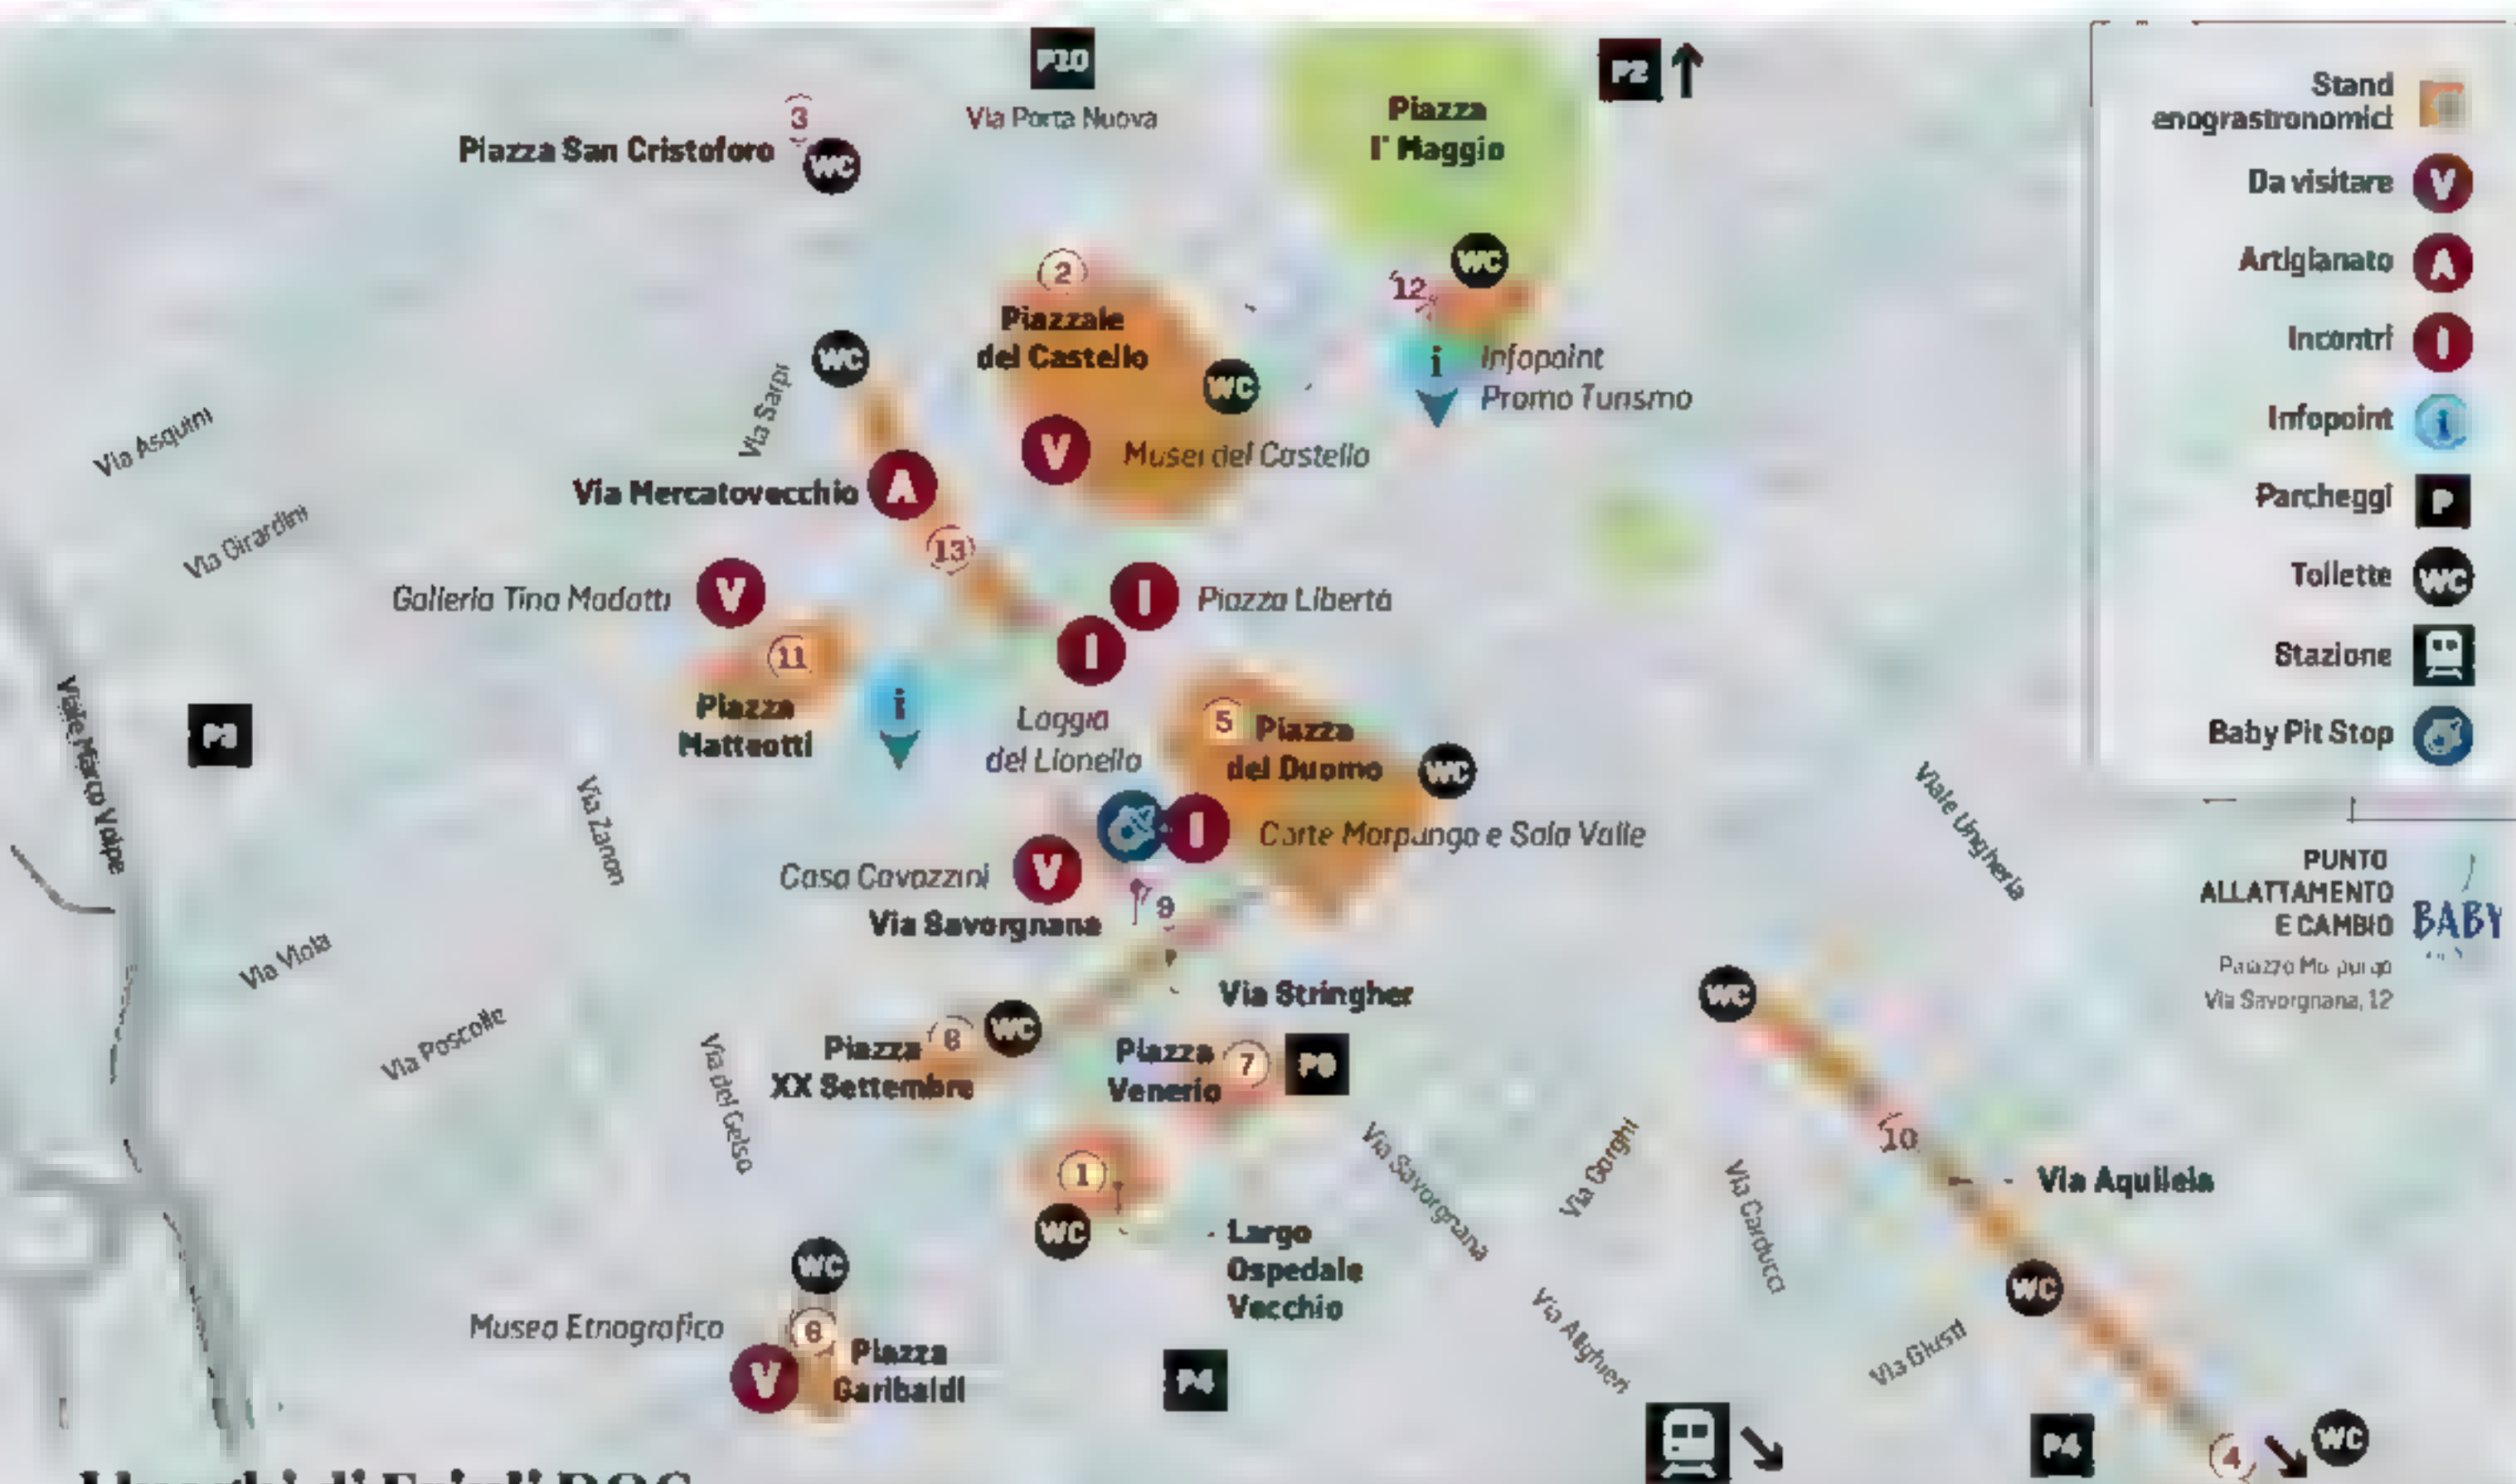 P10
P2
Via Porta Nuova
3
Piazza San Cristoforo
WC
Piazza
I° Maggio
WC
2
Piazzale
del Castello
12
WC
WC
i
Infopoint
Promo Turismo
Via Sarpi
Via Asquini
V
Musei del Castello
Via Mercatovecchio
A
Via Girardini
13
Galleria Tina Modotti
V
I
Piazza Libertà
I
11
Piazza
Matteotti
i
Loggia
del Lionello
5
Piazza
del Duomo
WC
Viale Marco Volpe
P3
Via Zanon
I
Corte Morpurgo e Sala Valle
Casa Cavazzini
V
Via Savorgnana
9
Via Viola
Via Stringher
Via Poscolle
Piazza
XX Settembre
WC
Piazza
Venerio
7
Via del Gelso
1
WC
Largo
Ospedale
Vecchio
Via Savorgnana
Via Gorghi
Via Carducci
Via Alighieri
WC
Museo Etnografico
V
Piazza
Garibaldi
P4
Viale Ungheria
WC
10
Via Aquileia
WC
Via Giusti
P4
4
WC
Stand
enograstronomici
Da visitare
V
Artigianato
A
Incontri
I
Infopoint
i
Parcheggi
P
Toilette
WC
Stazione
Baby Pit Stop
PUNTO
ALLATTAMENTO
E CAMBIO
BABY
Palazzo Morpurgo
Via Savorgnana, 12